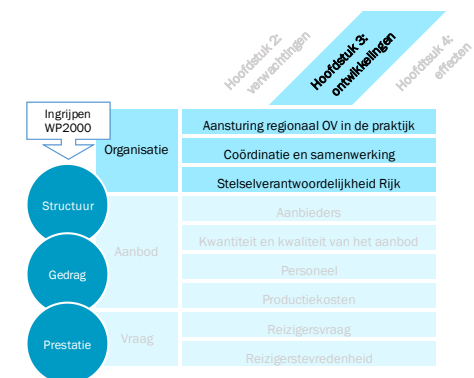 Hoofdstuk 2:
verwachtingen
Hoofdstuk 3:
ontwikkelingen
Hoofdtsuk 4:
effecten
Ingrijpen
WP2000
Organisatie
Aansturing regionaal OV in de praktijk
Coördinatie en samenwerking
Stelselverantwoordelijkheid Rijk
Structuur
Aanbod
Aanbieders
Kwantiteit en kwaliteit van het aanbod
Gedrag
Personeel
Productiekosten
Prestatie
Vraag
Reizigersvraag
Reizigerstevredenheid